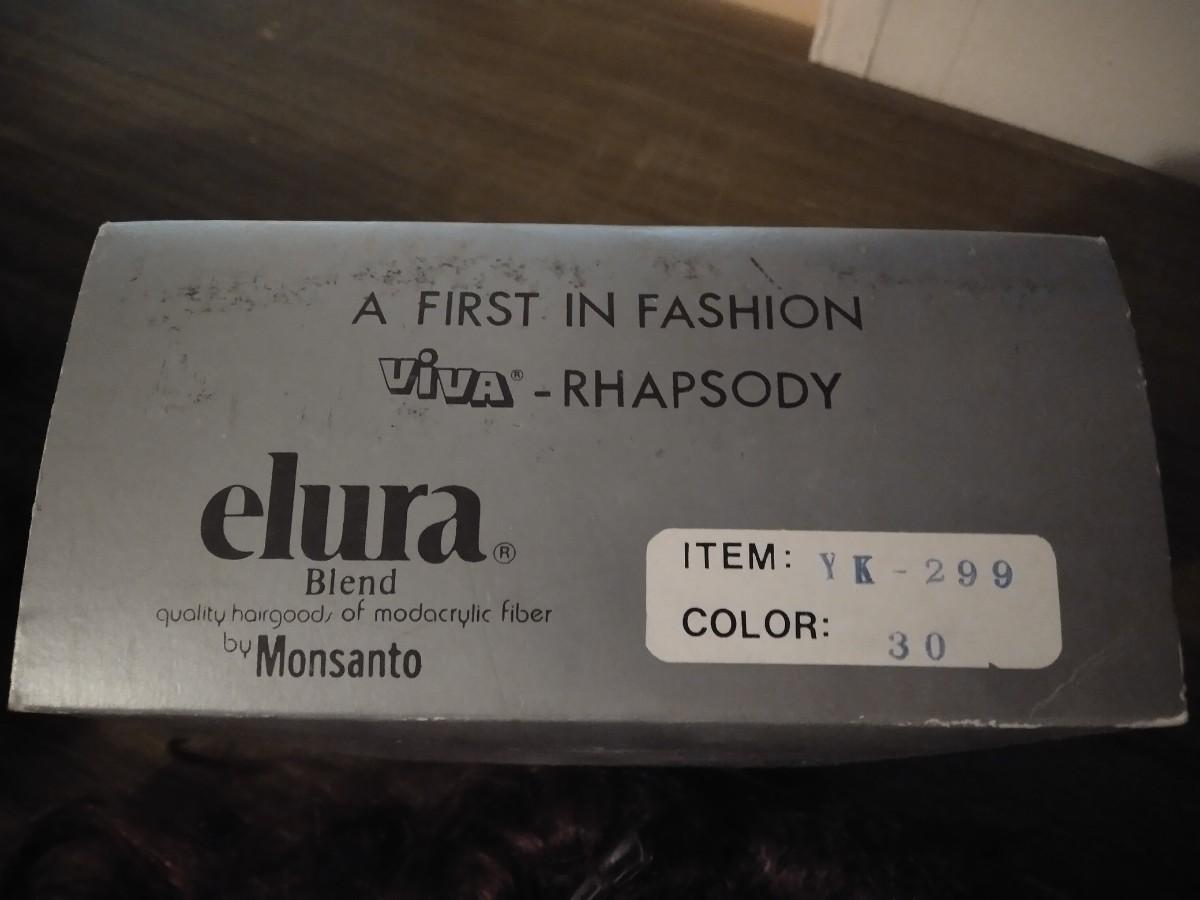 A FIRST IN FASHION
ViVA® - RHAPSODY
elura®
Blend
quality hairgoods of modacrylic fiber
by Monsanto
ITEM: YK-299
COLOR: 30